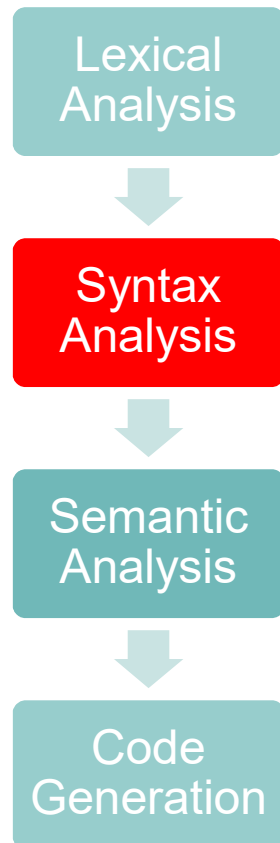 Lexical
Analysis
Syntax
Analysis
Semantic
Analysis
Code
Generation